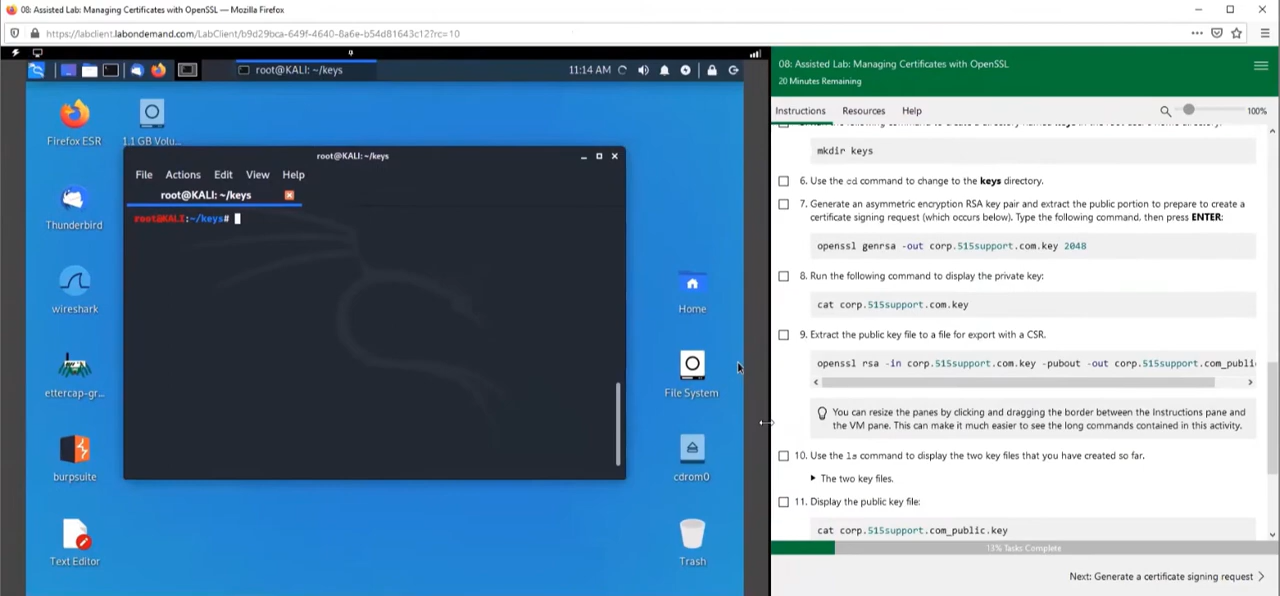 08: Assisted Lab: Managing Certificates with OpenSSL — Mozilla Firefox
https://labclient.labondemand.com/LabClient/b9d29bca-649f-4640-8a6e-b54d81643c12?rc=10
root@KALI: ~/keys
11:14 AM
Firefox ESR
1.1 GB Volu...
Thunderbird
wireshark
ettercap-gr...
burpsuite
Text Editor
root@KALI: ~/keys
File Actions Edit View Help
root@KALI: ~/keys
root@KALI:~/keys#
Home
File System
cdrom0
Trash
08: Assisted Lab: Managing Certificates with OpenSSL
20 Minutes Remaining
Instructions Resources Help
100%
mkdir keys
6. Use the cd command to change to the keys directory.
7. Generate an asymmetric encryption RSA key pair and extract the public portion to prepare to create a
certificate signing request (which occurs below). Type the following command, then press ENTER:
openssl genrsa -out corp.515support.com.key 2048
8. Run the following command to display the private key:
cat corp.515support.com.key
9. Extract the public key file to a file for export with a CSR.
openssl rsa -in corp.515support.com.key -pubout -out corp.515support.com_publi
You can resize the panes by clicking and dragging the border between the Instructions pane and
the VM pane. This can make it much easier to see the long commands contained in this activity.
10. Use the ls command to display the two key files that you have created so far.
The two key files.
11. Display the public key file:
cat corp.515support.com_public.key
13% Tasks Complete
Next: Generate a certificate signing request